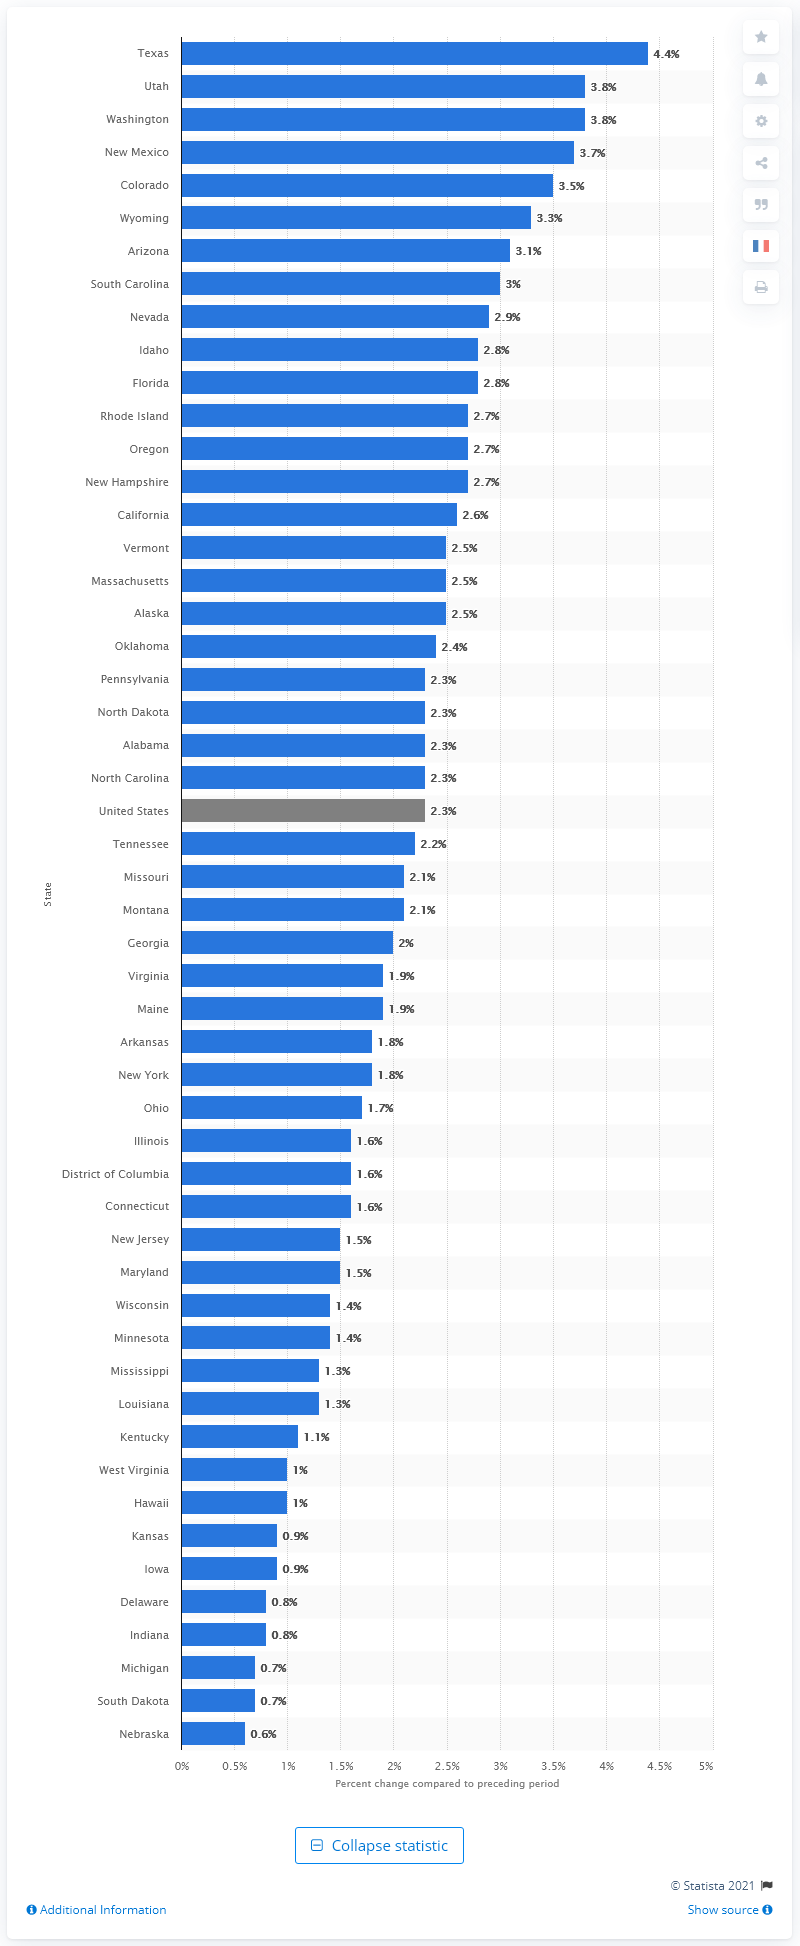 Texas 4.4%
Utah 3.8%
Washington 3.8%
New Mexico 3.7%
Colorado 3.5%
Wyoming 3.3%
Arizona 3.1%
South Carolina 3%
Nevada 2.9%
Idaho 2.8%
Florida 2.8%
Rhode Island 2.7%
Oregon 2.7%
New Hampshire 2.7%
California 2.6%
Vermont 2.5%
Massachusetts 2.5%
Alaska 2.5%
Oklahoma 2.4%
Pennsylvania 2.3%
North Dakota 2.3%
Alabama 2.3%
North Carolina 2.3%
United States 2.3%
Tennessee 2.2%
Missouri 2.1%
State
Montana 2.1%
Georgia 2%
Virginia 1.9%
Maine 1.9%
Arkansas 1.8%
New York 1.8%
Ohio 1.7%
Illinois 1.6%
District of Columbia 1.6%
Connecticut 1.6%
New Jersey 1.5%
Maryland 1.5%
Wisconsin 1.4%
Minnesota 1.4%
Mississippi 1.3%
Louisiana 1.3%
Kentucky 1.1%
West Virginia 1%
Hawaii 1%
Kansas 0.9%
Iowa 0.9%
Delaware 0.8%
Indiana 0.8%
Michigan 0.7%
South Dakota 0.7%
Nebraska 0.6%
0% 0.5% 1% 1.5% 2% 2.5% 3% 3.5% 4% 4.5% 5%
Percent change compared to preceding period
Collapse statistic
© Statista 2021
Additional Information Show source